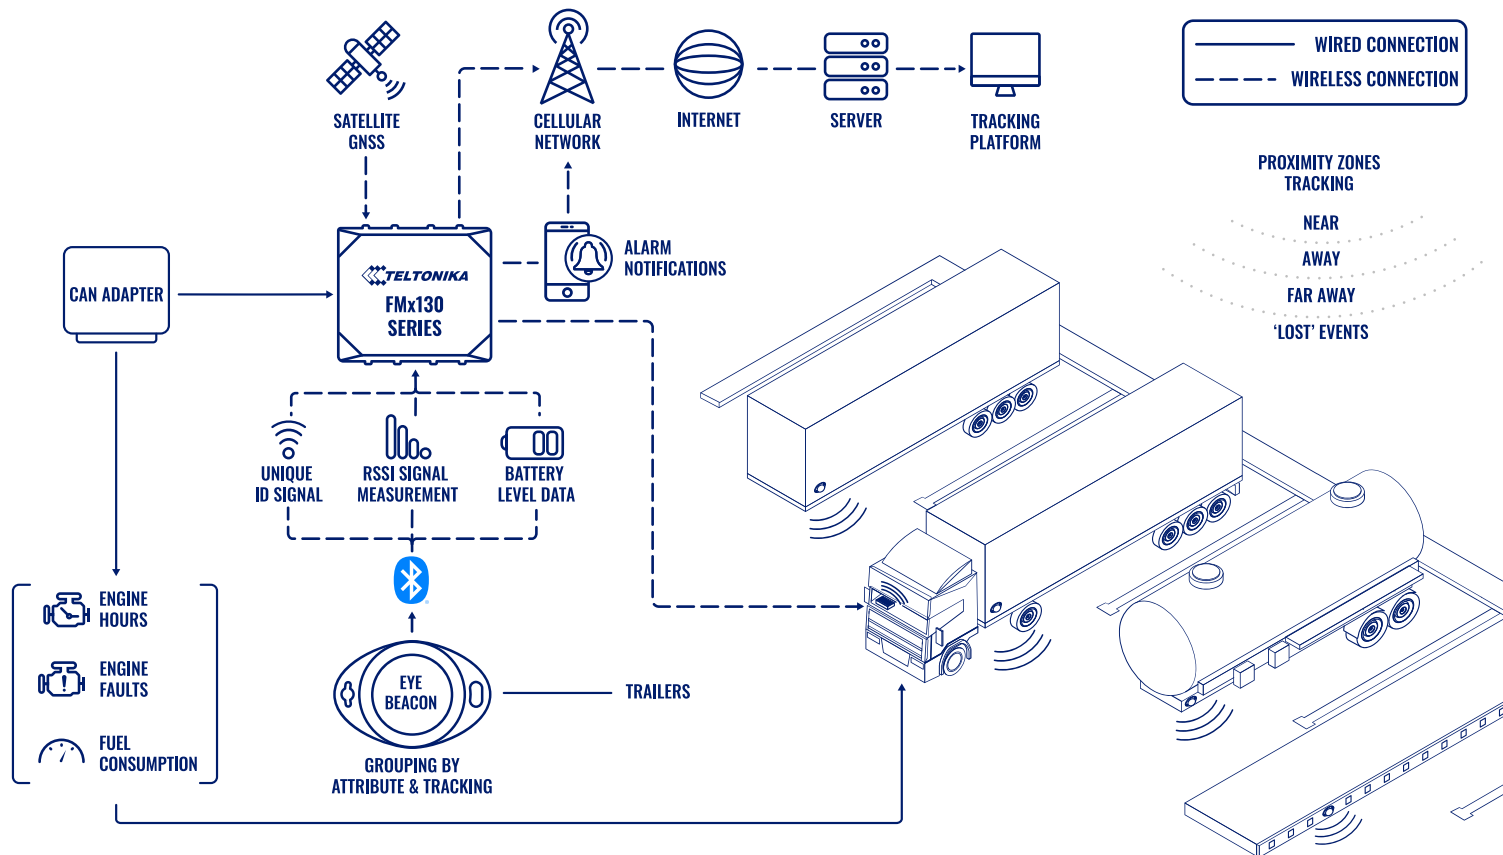 WIRED CONNECTION
WIRELESS CONNECTION
SATELLITE
GNSS
CELLULAR
NETWORK
INTERNET
SERVER
TRACKING
PLATFORM
PROXIMITY ZONES
TRACKING
NEAR
AWAY
FAR AWAY
‘LOST’ EVENTS
ALARM
NOTIFICATIONS
CAN ADAPTER
TELTONIKA
FMx130
SERIES
UNIQUE
ID SIGNAL
RSSI SIGNAL
MEASUREMENT
BATTERY
LEVEL DATA
ENGINE
HOURS
ENGINE
FAULTS
FUEL
CONSUMPTION
EYE
BEACON
TRAILERS
GROUPING BY
ATTRIBUTE & TRACKING